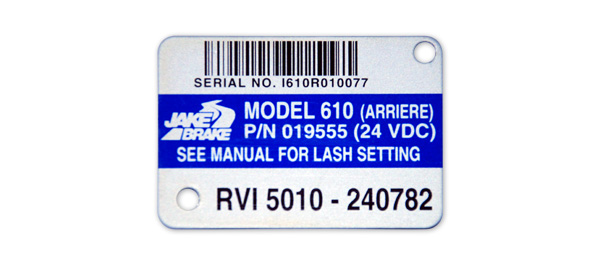 SERIAL NO. I610R010077
JAKE BRAKE
MODEL 610 (ARRIERE)
P/N 019555 (24 VDC)
SEE MANUAL FOR LASH SETTING
RVI 5010 - 240782